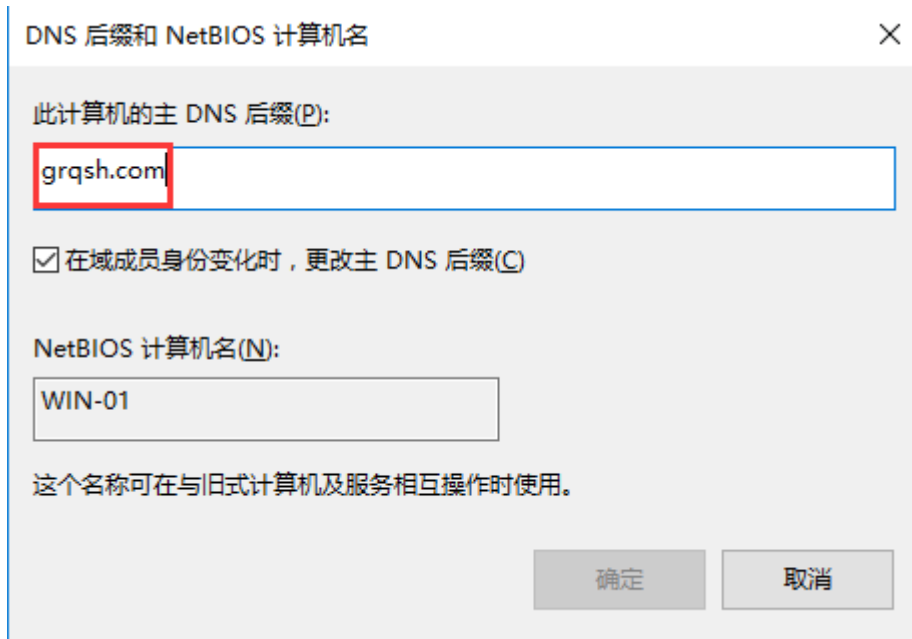 DNS 后缀和 NetBIOS 计算机名
此计算机的主 DNS 后缀(P):
grqsh.com
在域成员身份变化时，更改主 DNS 后缀(C)
NetBIOS 计算机名(N):
WIN-01
这个名称可在与旧式计算机及服务相互操作时使用。
确定 取消